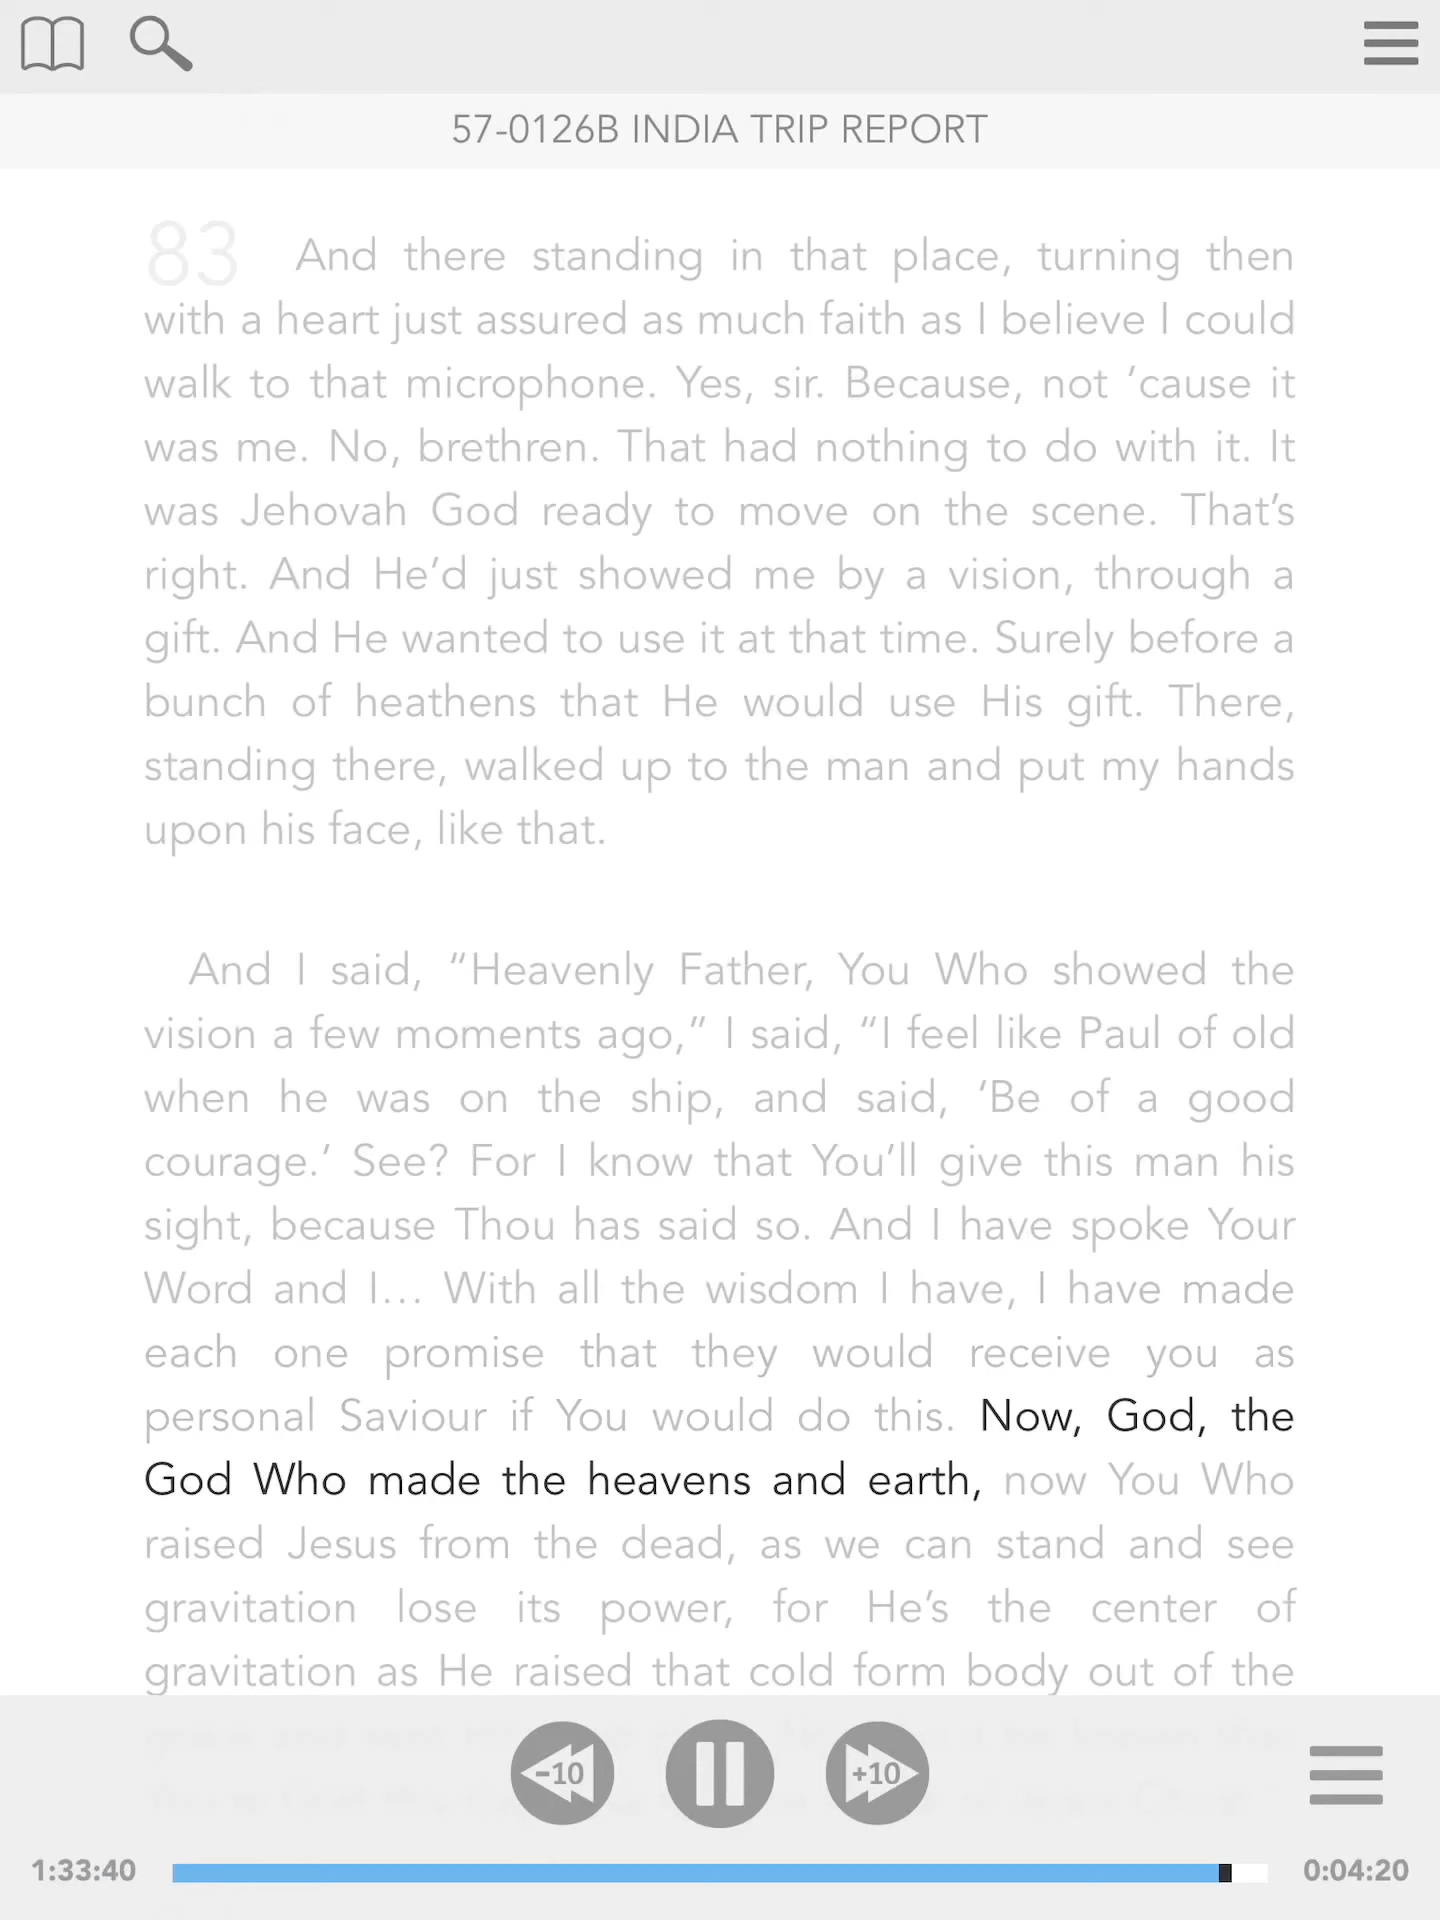 57-0126B INDIA TRIP REPORT
83 And there standing in that place, turning then
with a heart just assured as much faith as I believe I could
walk to that microphone. Yes, sir. Because, not ’cause it
was me. No, brethren. That had nothing to do with it. It
was Jehovah God ready to move on the scene. That’s
right. And He’d just showed me by a vision, through a
gift. And He wanted to use it at that time. Surely before a
bunch of heathens that He would use His gift. There,
standing there, walked up to the man and put my hands
upon his face, like that.
And I said, “Heavenly Father, You Who showed the
vision a few moments ago,” I said, “I feel like Paul of old
when he was on the ship, and said, ‘Be of a good
courage.’ See? For I know that You’ll give this man his
sight, because Thou has said so. And I have spoke Your
Word and I… With all the wisdom I have, I have made
each one promise that they would receive you as
personal Saviour if You would do this. Now, God, the
God Who made the heavens and earth, now You Who
raised Jesus from the dead, as we can stand and see
gravitation lose its power, for He’s the center of
gravitation as He raised that cold form body out of the
-10 +10
1:33:40 0:04:20